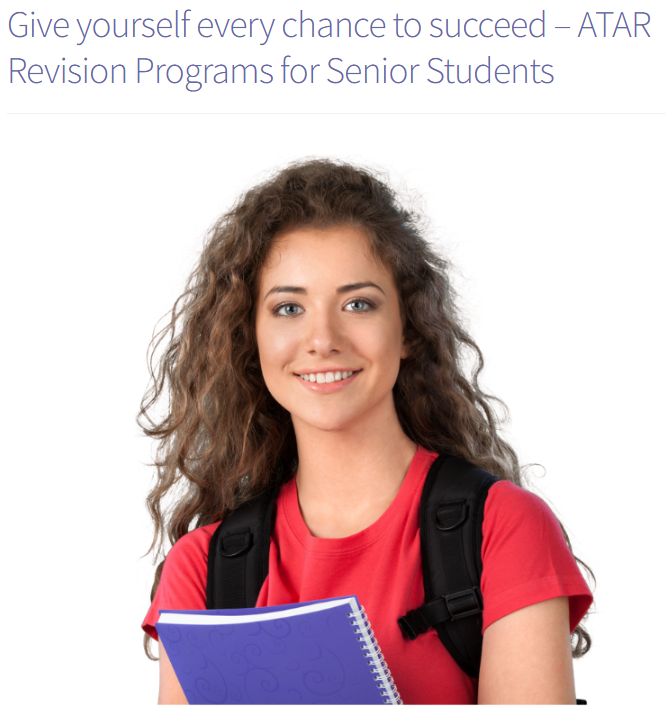 Give yourself every chance to succeed – ATAR
Revision Programs for Senior Students